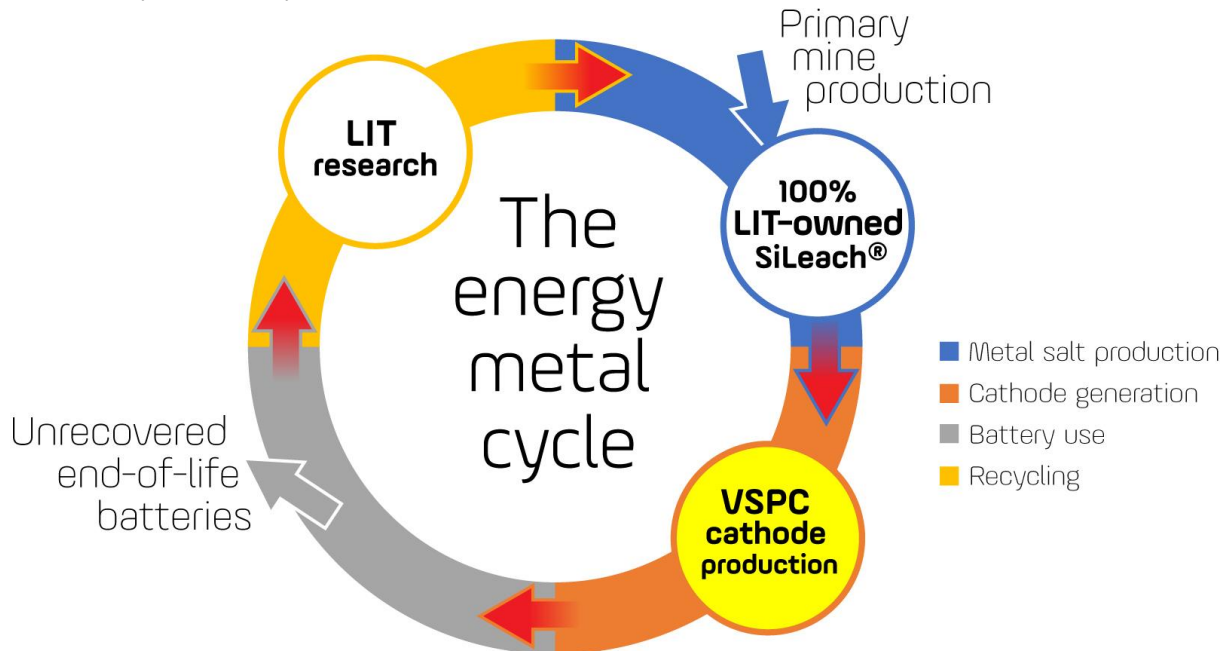 Primary
mine
production
LIT
research
100%
LIT-owned
SiLeach®
The
energy
metal
cycle
Metal salt production
Cathode generation
Battery use
Recycling
Unrecovered
end-of-life
batteries
VSPC
cathode
production